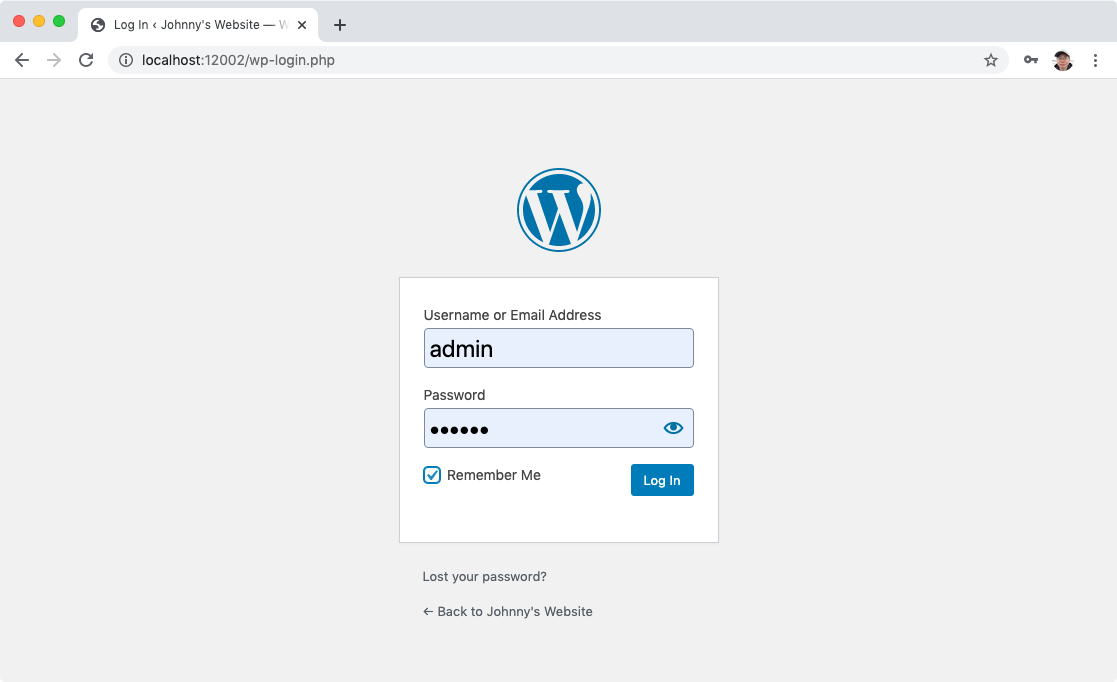 Log In ‹ Johnny's Website — W
localhost:12002/wp-login.php
Username or Email Address
admin
Password
••••••
Remember Me
Log In
Lost your password?
← Back to Johnny's Website